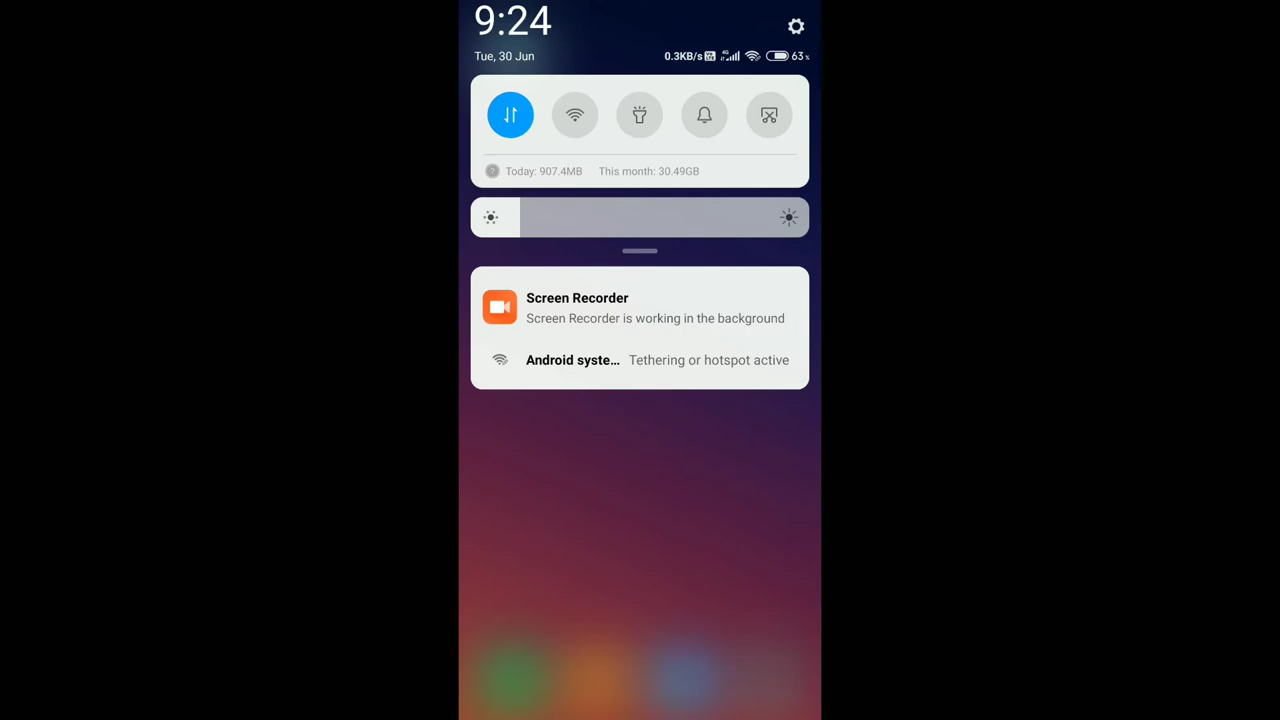 9:24
Tue, 30 Jun
0.3KB/s 4G 63%
Today: 907.4MB This month: 30.49GB
Screen Recorder
Screen Recorder is working in the background
Android syste... Tethering or hotspot active